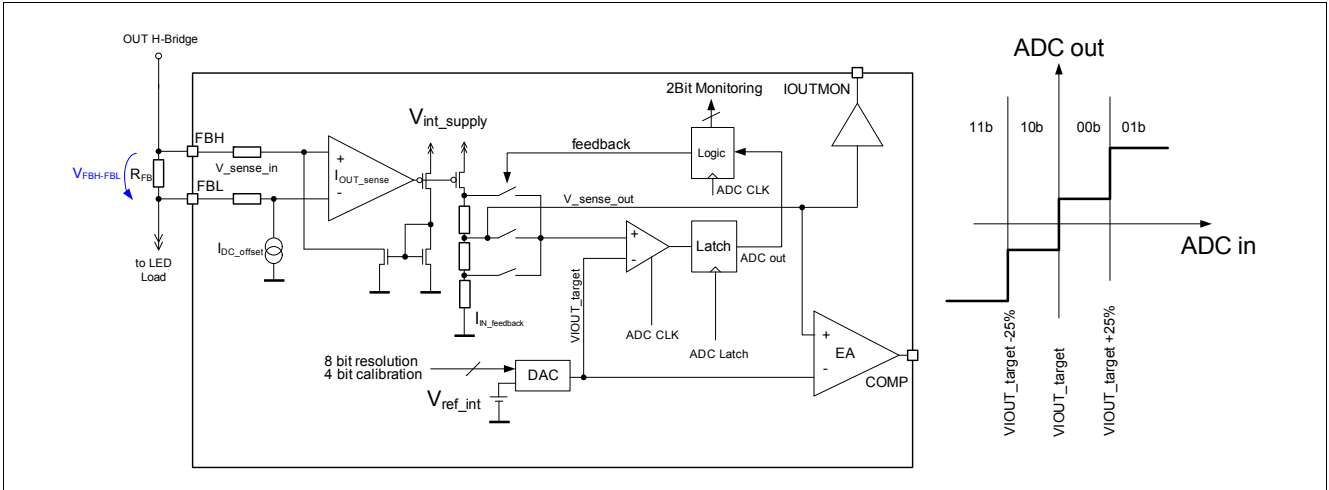 OUT H-Bridge
FBH
V_sense_in
VFBH-FBL
RFB
FBL
to LED
Load
IDC_offset
+
IOUT_sense
-
Vint_supply
feedback
2Bit Monitoring
IOUTMON
Logic
ADC CLK
V_sense_out
+
-
Latch
ADC out
VIOUT_target
ADC CLK
ADC Latch
IIN_feedback
8 bit resolution
4 bit calibration
DAC
Vref_int
+
EA
-
COMP
ADC out
11b
10b
00b
01b
ADC in
VIOUT_target -25%
VIOUT_target
VIOUT_target +25%